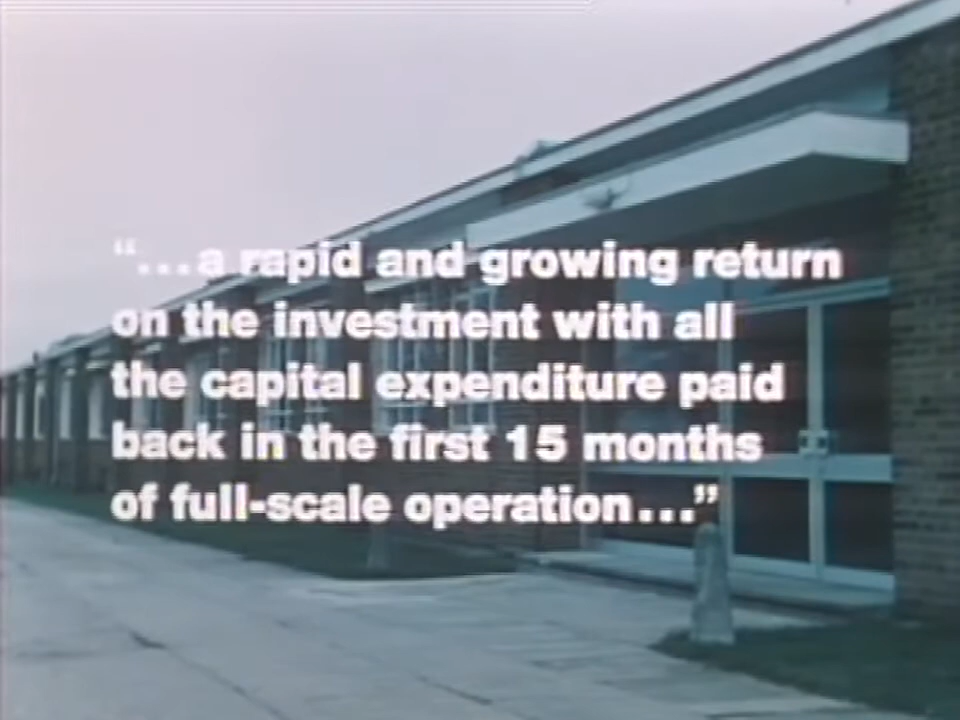 “...a rapid and growing return
on the investment with all
the capital expenditure paid
back in the first 15 months
of full-scale operation...”